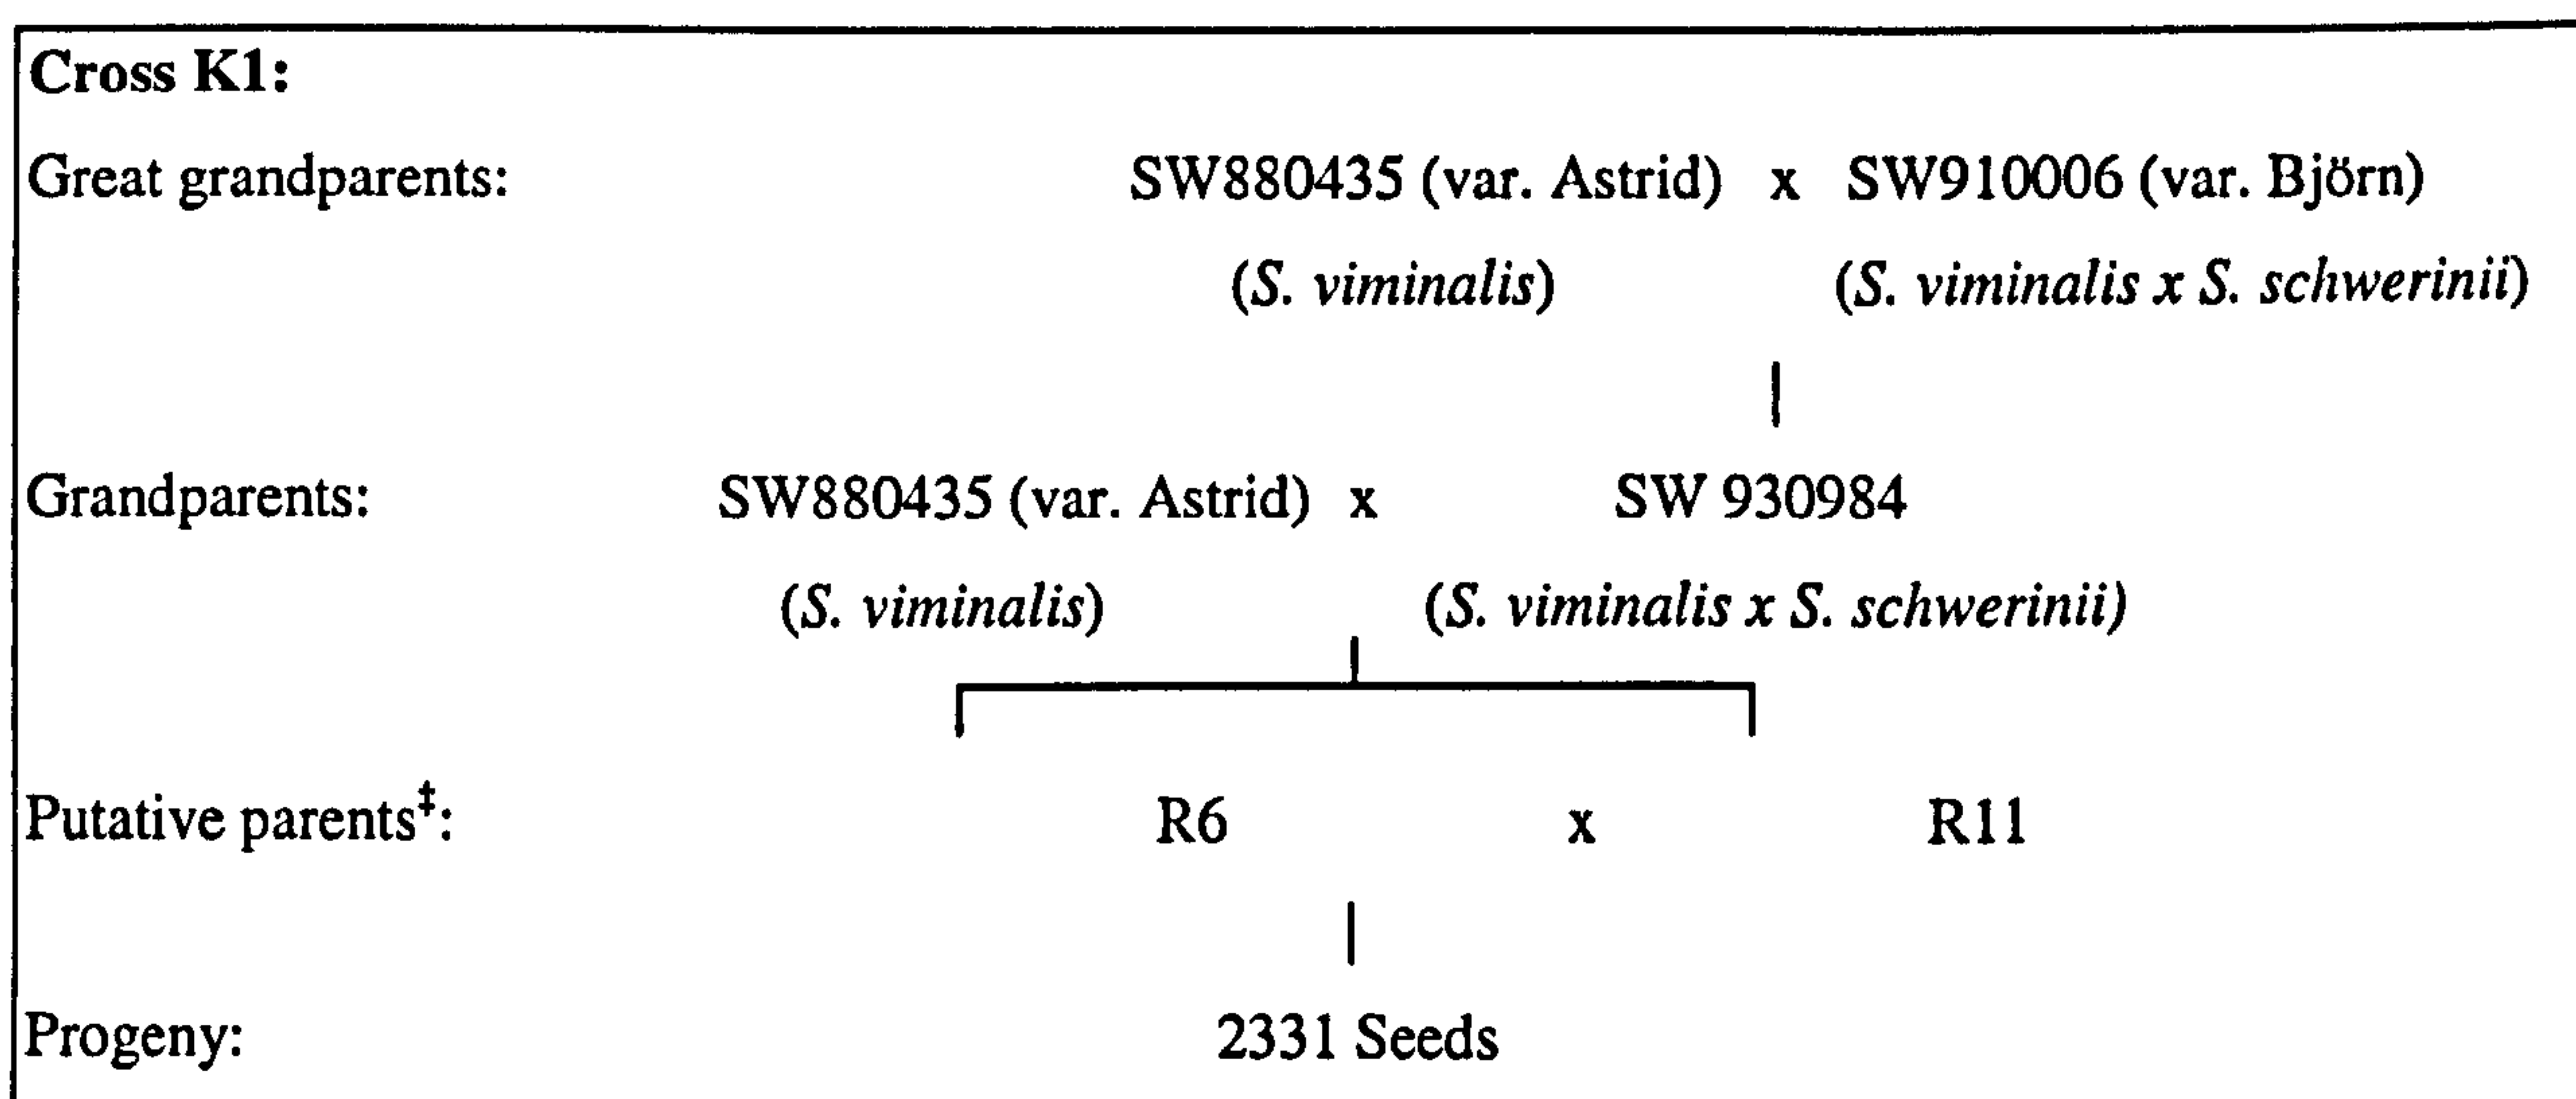 Cross K1:
Great grandparents: SW880435 (var. Astrid) x SW910006 (var. Björn)
(S. viminalis) (S. viminalis x S. schwerinii)
Grandparents: SW880435 (var. Astrid) x SW 930984
(S. viminalis) (S. viminalis x S. schwerinii)
Putative parents‡: R6 x R11
Progeny: 2331 Seeds